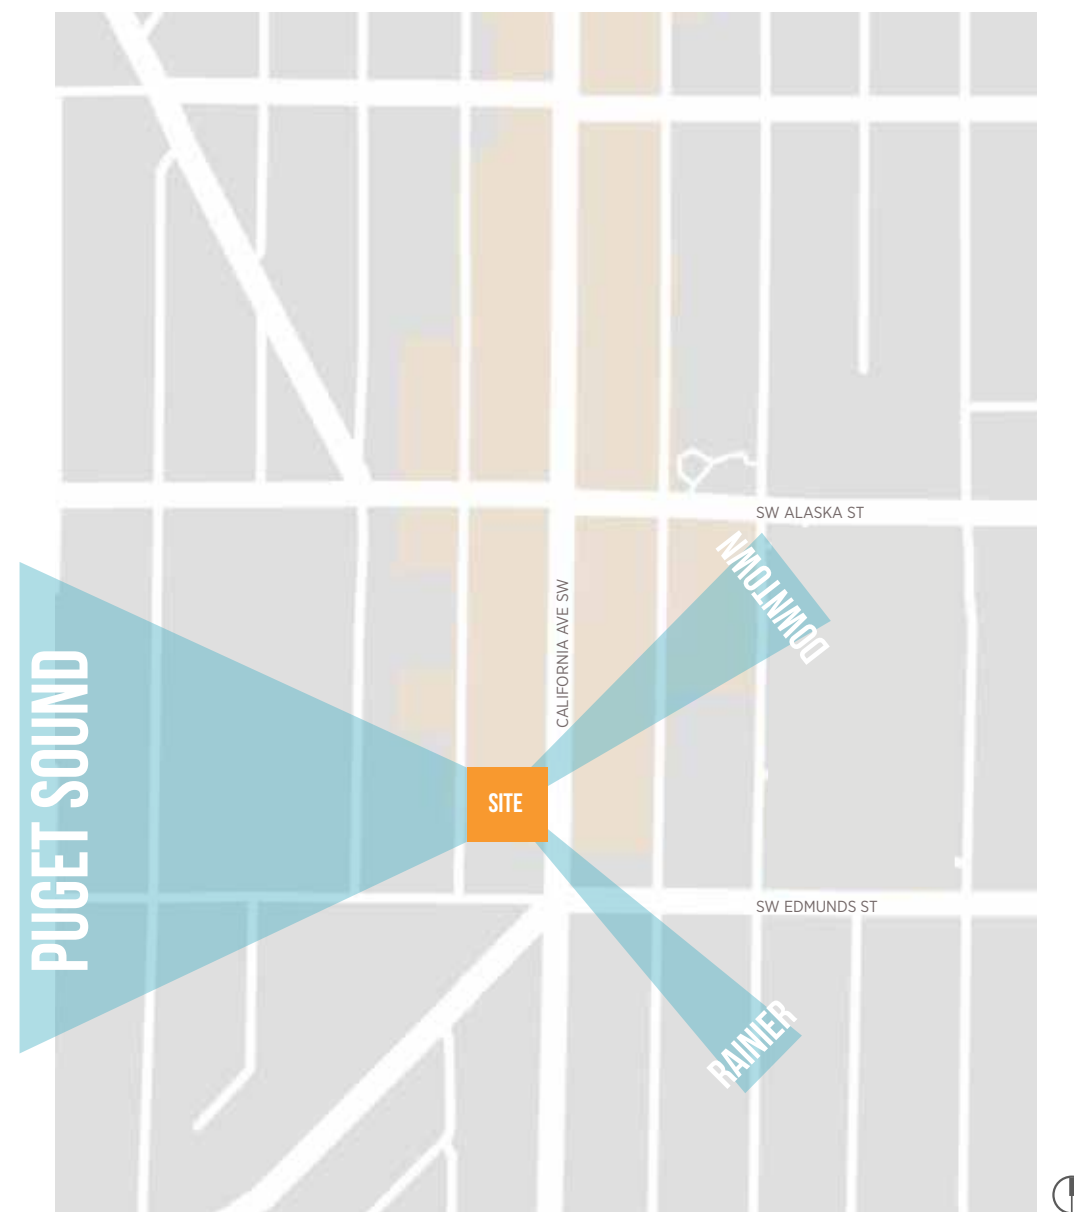 SW ALASKA ST
DOWNTOWN
CALIFORNIA AVE SW
PUGET SOUND
SITE
SW EDMUNDS ST
RAINIER